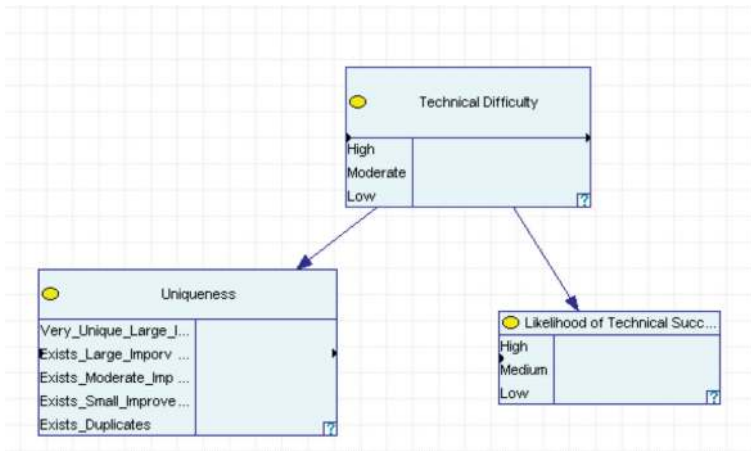 Technical Difficulty
High
Moderate
Low
?
Uniqueness
Very_Unique_Large_I...
Exists_Large_Imporv ...
Exists_Moderate_Imp ...
Exists_Small_Improve ...
Exists_Duplicates
?
Likelihood of Technical Succ...
High
Medium
Low
?